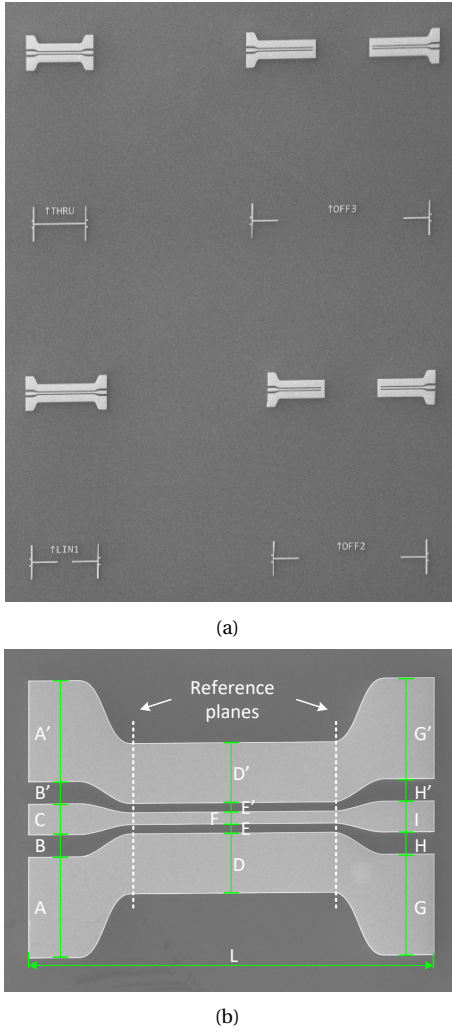 ↑THRU
↑OFF3
↑LIN1
↑OFF2
(a)
Reference
planes
A’
G’
D’
B’
H’
E’
C
F
I
E
B
H
D
A
G
L
(b)